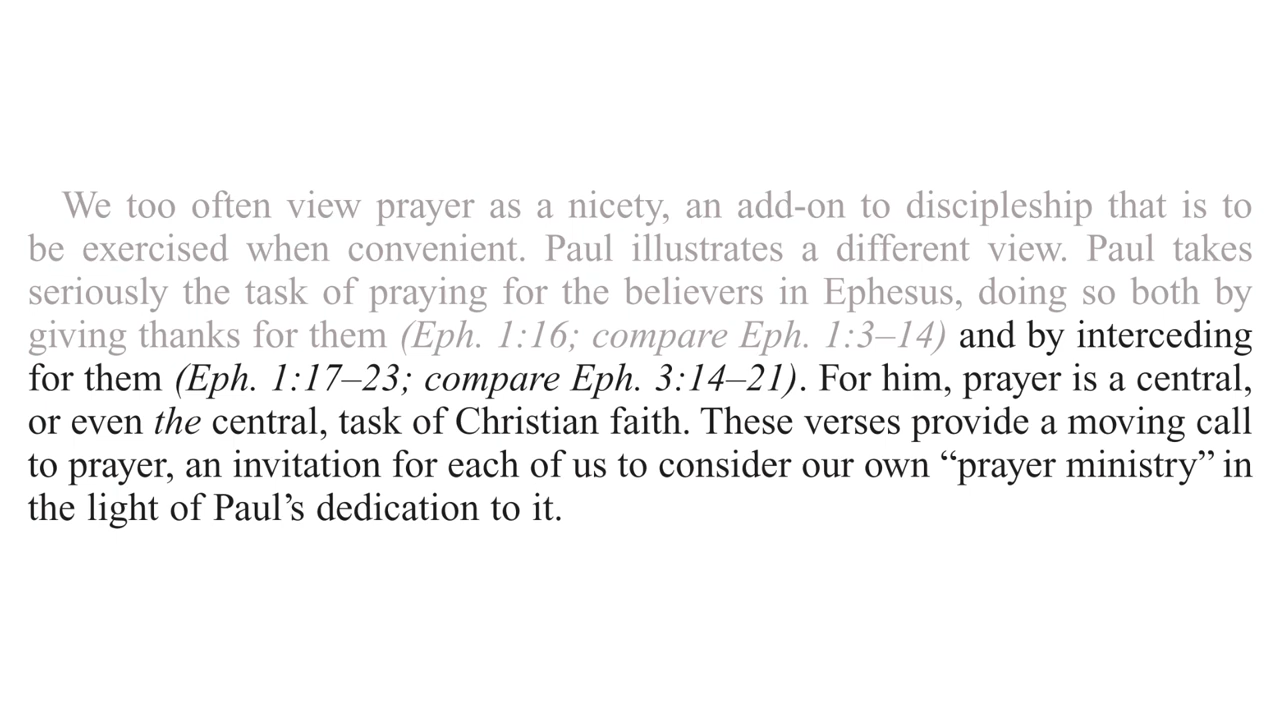 We too often view prayer as a nicety, an add-on to discipleship that is to
be exercised when convenient. Paul illustrates a different view. Paul takes
seriously the task of praying for the believers in Ephesus, doing so both by
giving thanks for them (Eph. 1:16; compare Eph. 1:3–14) and by interceding
for them (Eph. 1:17–23; compare Eph. 3:14–21). For him, prayer is a central,
or even the central, task of Christian faith. These verses provide a moving call
to prayer, an invitation for each of us to consider our own “prayer ministry” in
the light of Paul’s dedication to it.